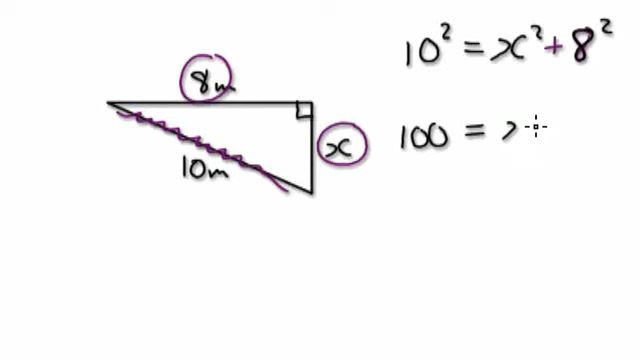 8m
x
10m
10² = x² + 8²
100 =